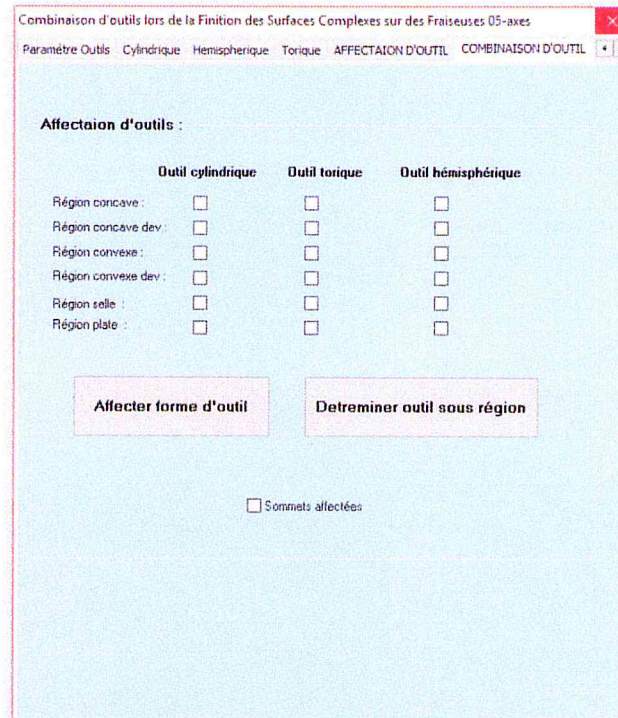 Combinaison d'outils lors de la Finition des Surfaces Complexes sur des Fraiseuses 05-axes
Paramétre Outils Cylindrique Hemispherique Torique AFFECTAION D'OUTIL COMBINAISON D'OUTIL
Affectaion d'outils :
Outil cylindrique Outil torique Outil hémisphérique
Région concave :
Région concave dev :
Région convexe :
Région convexe dev :
Région selle :
Région plate :
Affecter forme d'outil Detreminer outil sous région
Sommets affectées